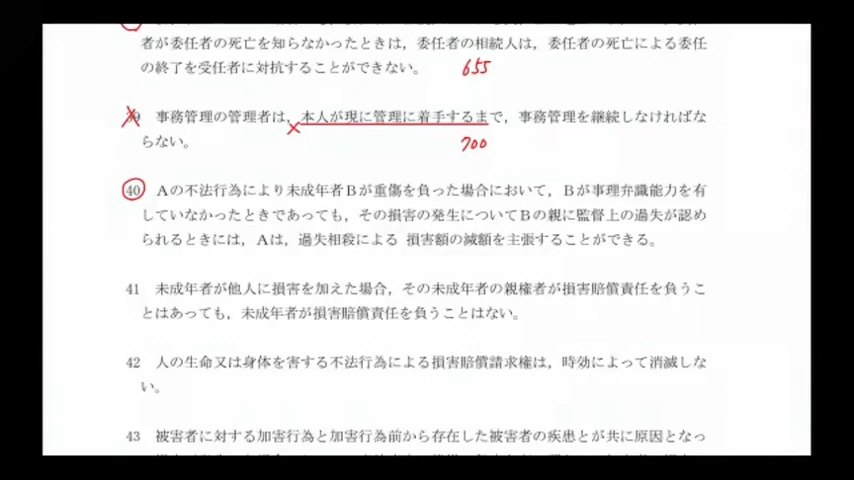 者が委任者の死亡を知らなかったときは，委任者の相続人は，委任者の死亡による委任
の終了を受任者に対抗することができない。 655
39 事務管理の管理者は，本人が現に管理に着手するまで，事務管理を継続しなければな
らない。 700
40 Aの不法行為により未成年者Bが重傷を負った場合において，Bが事理弁識能力を有
していなかったときであっても，その損害の発生についてBの親に監督上の過失が認め
られるときには，Aは，過失相殺による 損害額の減額を主張することができる。
41 未成年者が他人に損害を加えた場合，その未成年者の親権者が損害賠償責任を負うこ
とはあっても，未成年者が損害賠償責任を負うことはない。
42 人の生命又は身体を害する不法行為による損害賠償請求権は，時効によって消滅しな
い。
43 被害者に対する加害行為と加害行為前から存在した被害者の疾患とが共に原因となっ